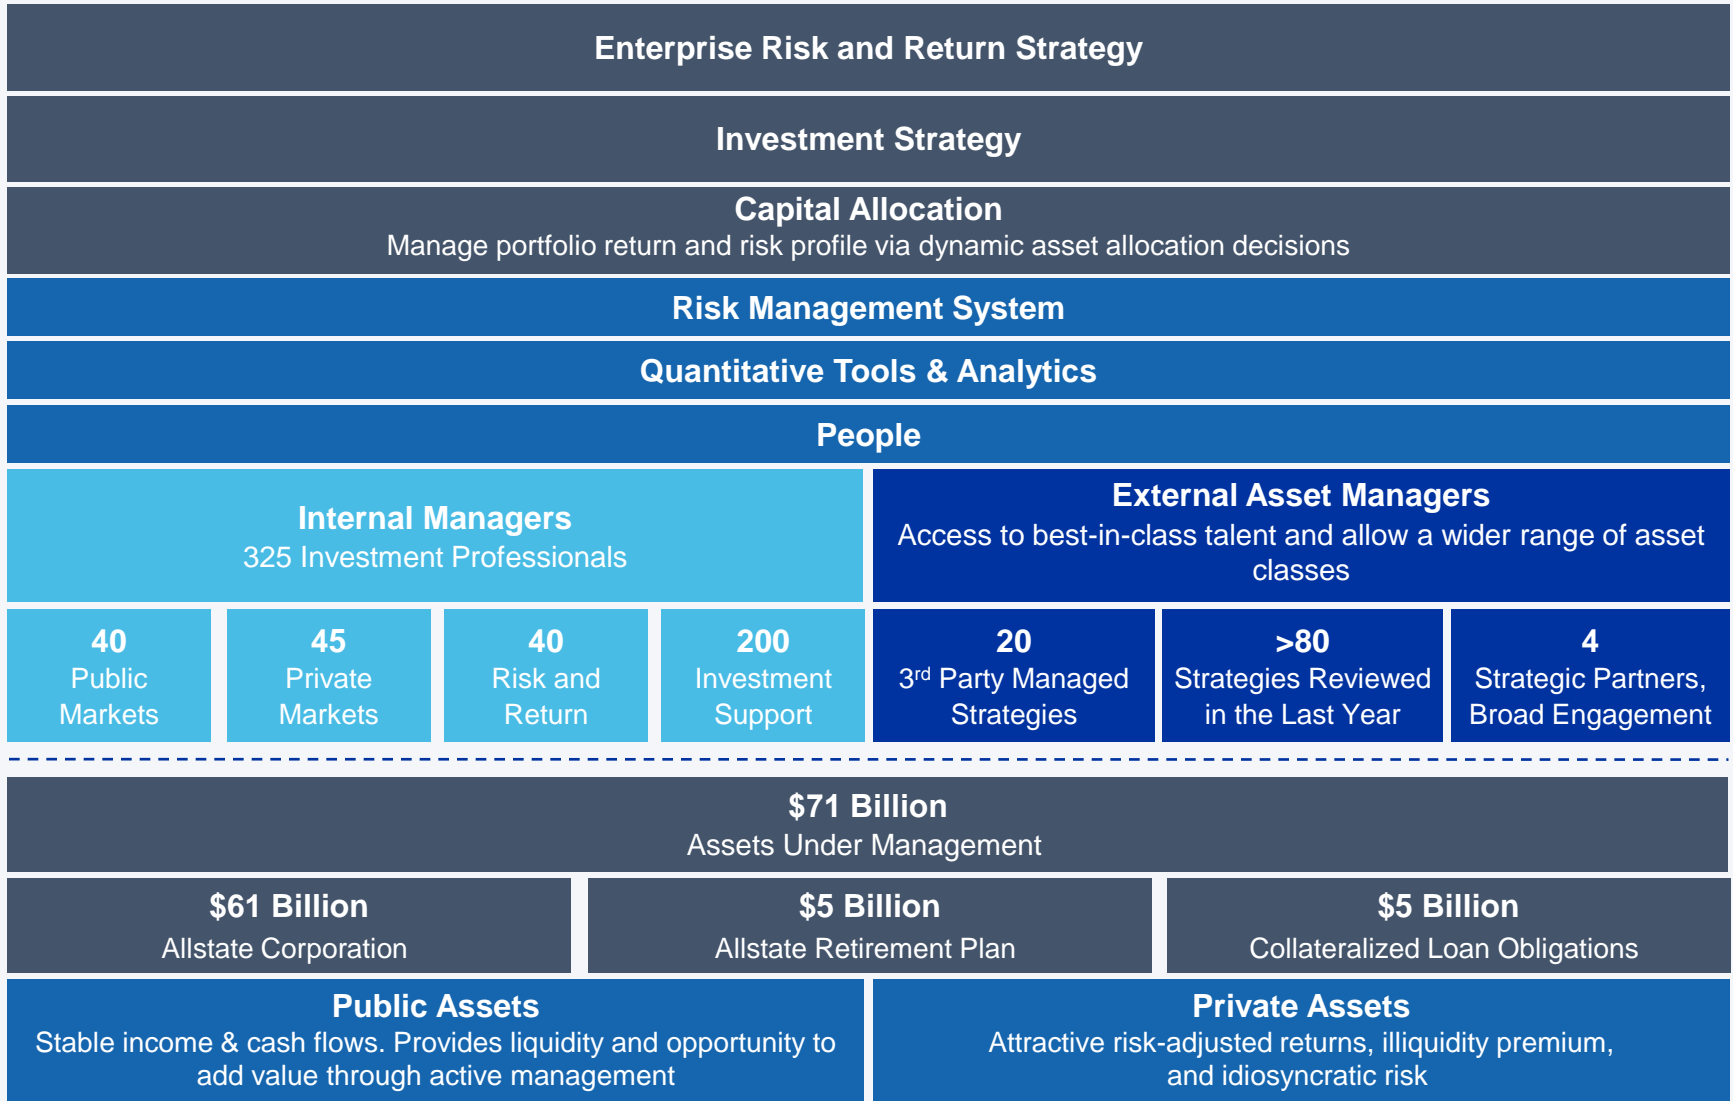 Enterprise Risk and Return Strategy
Investment Strategy
Capital Allocation
Manage portfolio return and risk profile via dynamic asset allocation decisions
Risk Management System
Quantitative Tools & Analytics
People
Internal Managers
325 Investment Professionals
External Asset Managers
Access to best-in-class talent and allow a wider range of asset
classes
40
Public
Markets
45
Private
Markets
40
Risk and
Return
200
Investment
Support
20
3rd Party Managed
Strategies
>80
Strategies Reviewed
in the Last Year
4
Strategic Partners,
Broad Engagement
$71 Billion
Assets Under Management
$61 Billion
Allstate Corporation
$5 Billion
Allstate Retirement Plan
$5 Billion
Collateralized Loan Obligations
Public Assets
Stable income & cash flows. Provides liquidity and opportunity to
add value through active management
Private Assets
Attractive risk-adjusted returns, illiquidity premium,
and idiosyncratic risk